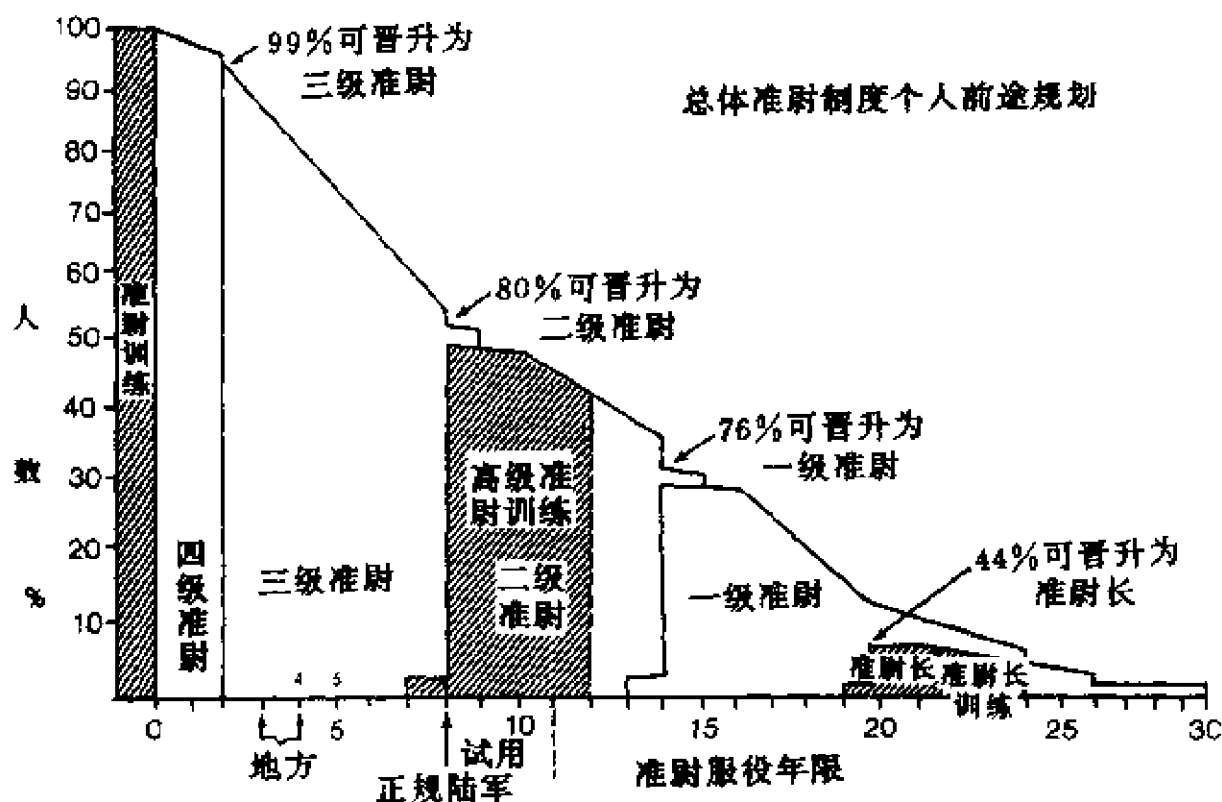 100
99%可晋升为
三级准尉
总体准尉制度个人前途规划
90
80
70
60
50
40
30
20
10
人
数
%
准尉训练
80%可晋升为
二级准尉
76%可晋升为
一级准尉
44%可晋升为
准尉长
四级准尉
三级准尉
高级准
尉训练
二级
准尉
一级准尉
准尉长
准尉长
训练
4 5
0 5 10 15 20 25 30
地方
试用
正规陆军
准尉服役年限